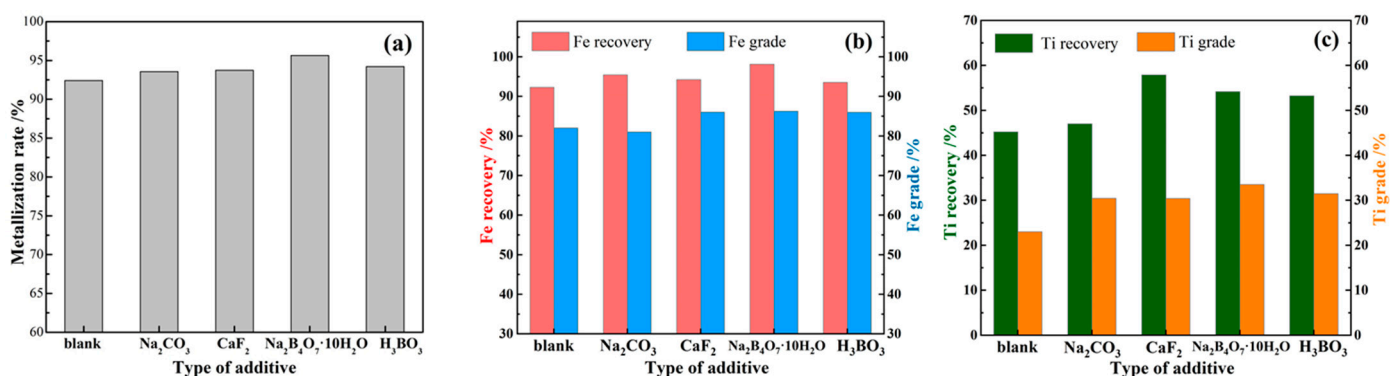 (a)
Metallization rate /%
100
95
90
85
80
75
70
65
60
blank Na₂CO₃ CaF₂ Na₂B₄O₇·10H₂O H₃BO₃
Type of additive
(b)
Fe recovery Fe grade
Fe recovery /%
100
90
80
70
60
50
40
30
Fe grade /%
100
90
80
70
60
50
40
30
blank Na₂CO₃ CaF₂ Na₂B₄O₇·10H₂O H₃BO₃
Type of additive
(c)
Ti recovery Ti grade
Ti recovery /%
70
60
50
40
30
20
10
0
Ti grade /%
70
60
50
40
30
20
10
0
blank Na₂CO₃ CaF₂ Na₂B₄O₇·10H₂O H₃BO₃
Type of additive